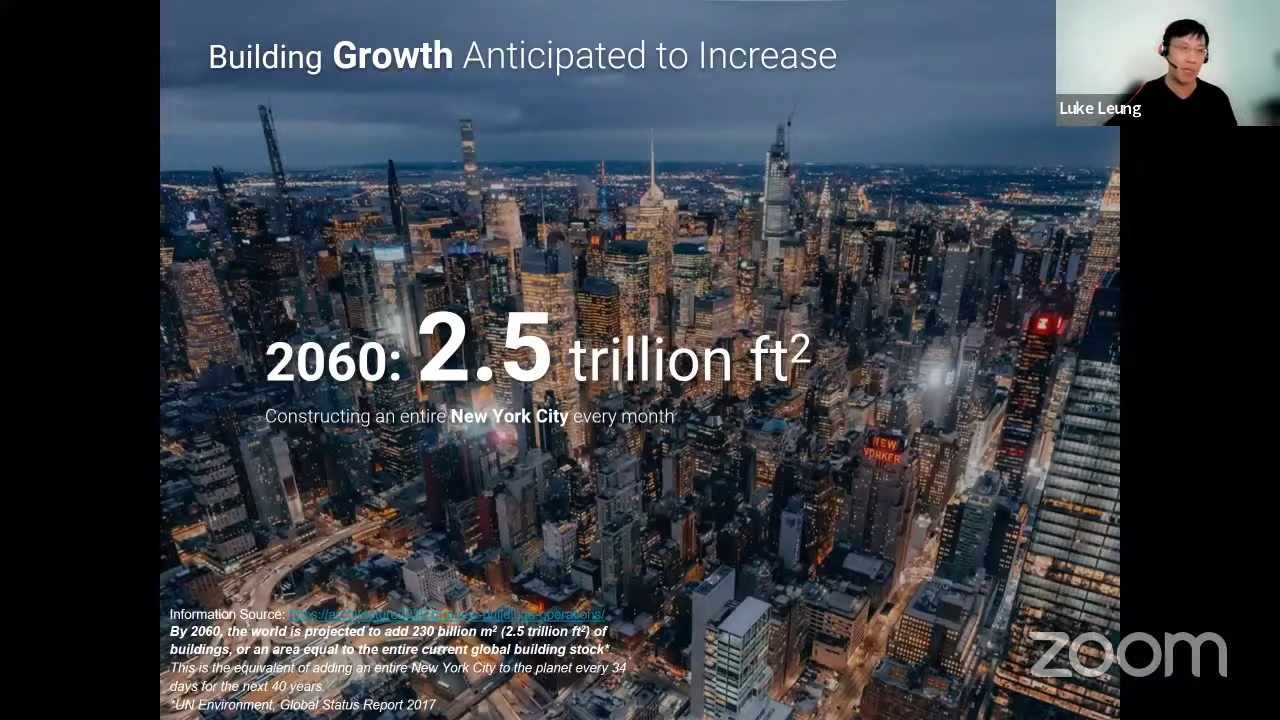 Building Growth Anticipated to Increase
Luke Leung
2060: 2.5 trillion ft²
Constructing an entire New York City every month
NEW
YORKER
Information Source:
By 2060, the world is projected to add 230 billion m² (2.5 trillion ft²) of
buildings, or an area equal to the entire current global building stock*
This is the equivalent of adding an entire New York City to the planet every 34
days for the next 40 years.
*UN Environment, Global Status Report 2017
zoom